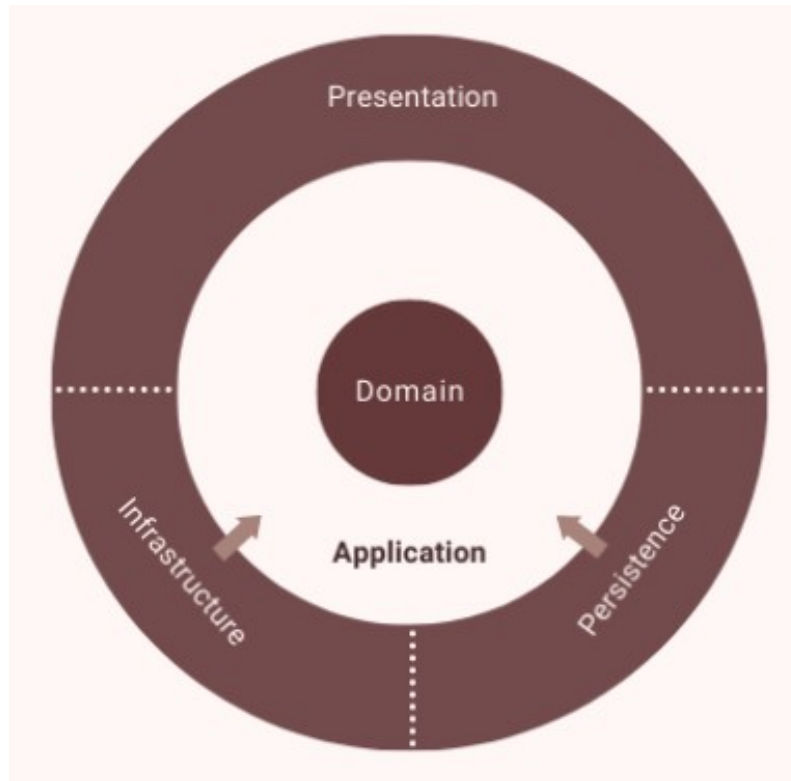 Presentation
Domain
Infrastructure
Application
Persistence